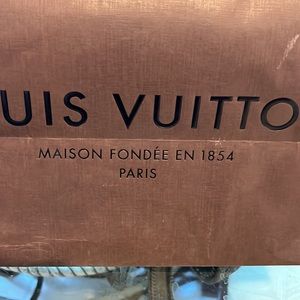 UIS VUITTO
MAISON FONDÉE EN 1854
PARIS